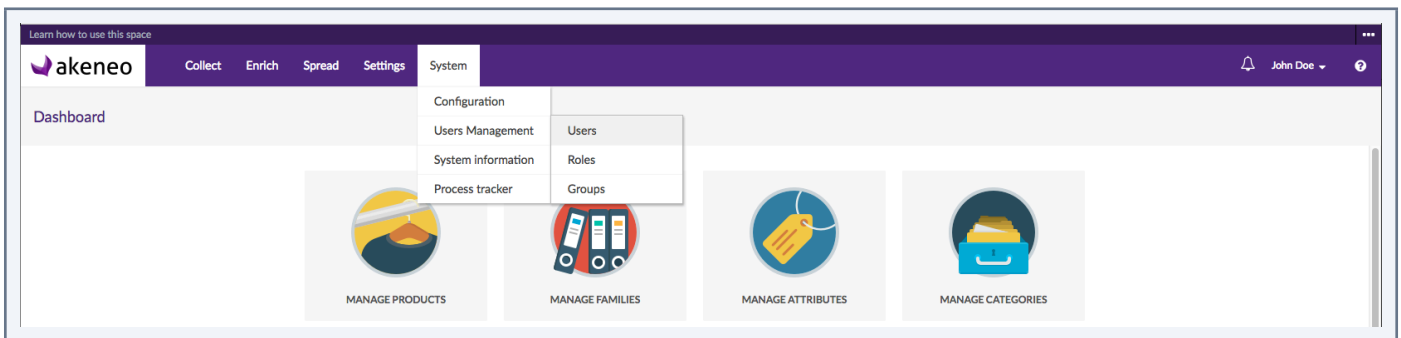 Learn how to use this space
akeneo Collect Enrich Spread Settings System John Doe
Dashboard
Configuration
Users Management Users
System information Roles
Process tracker Groups
MANAGE PRODUCTS MANAGE FAMILIES MANAGE ATTRIBUTES MANAGE CATEGORIES